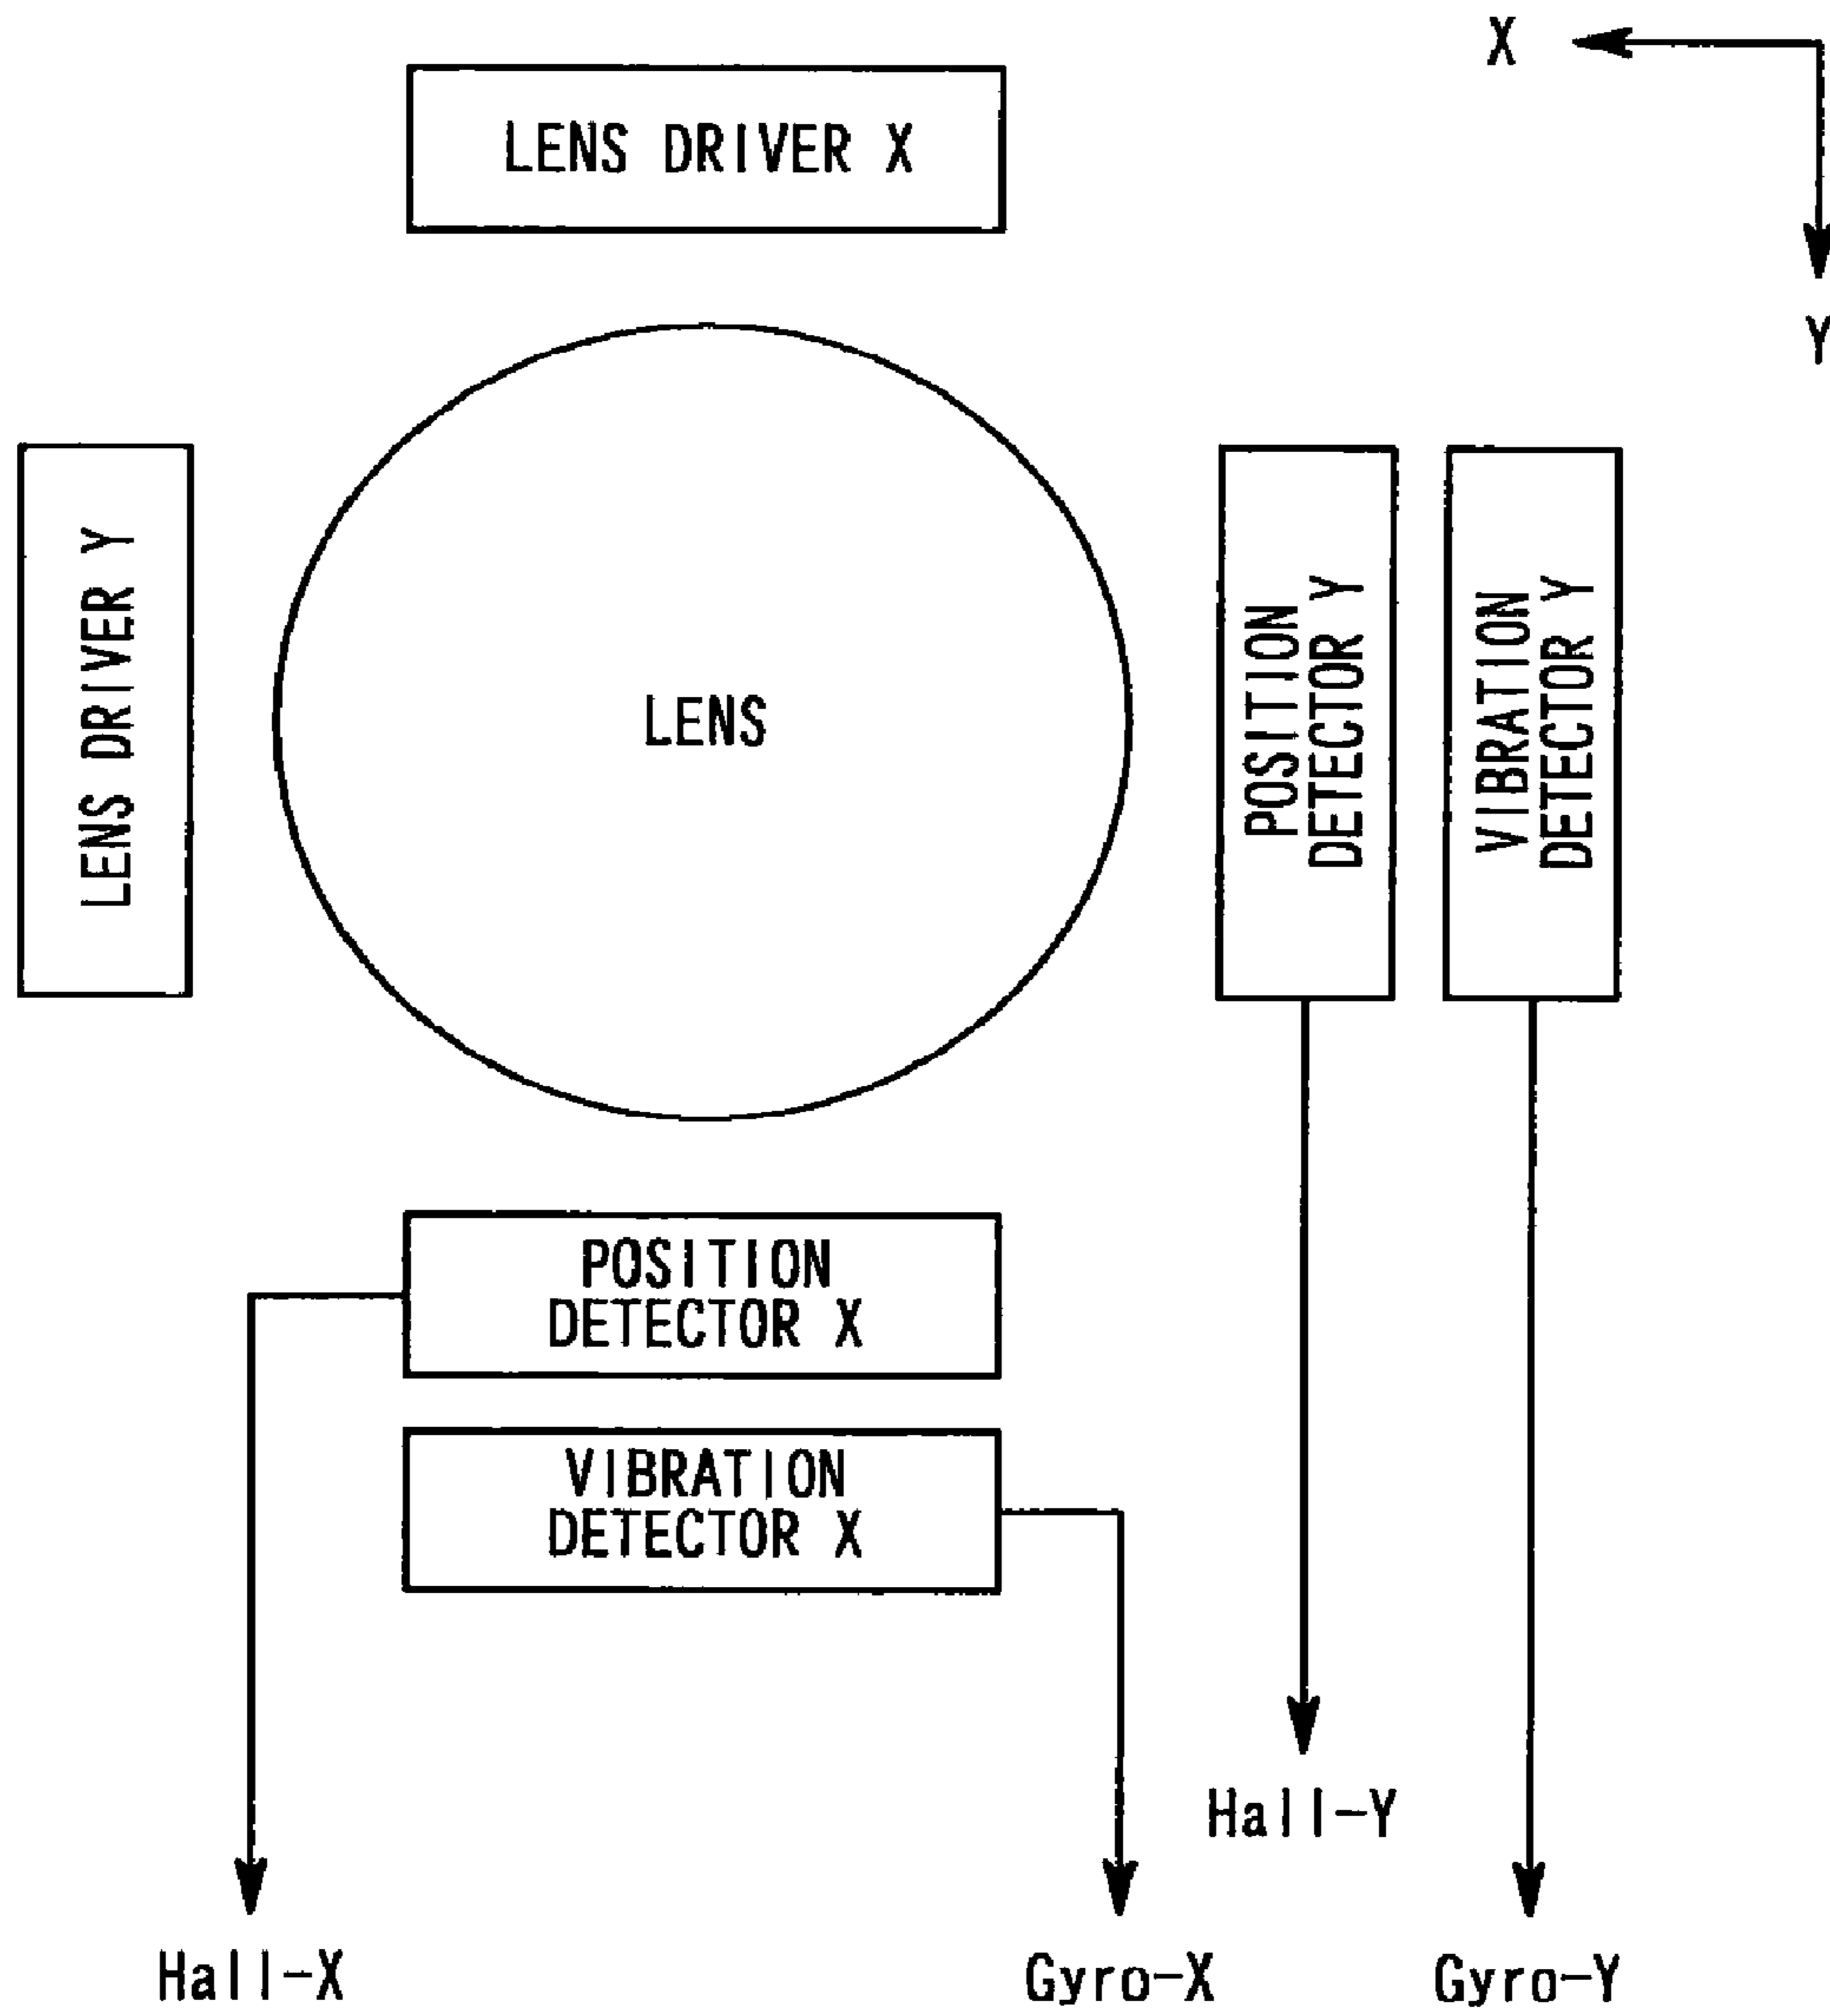 X
LENS DRIVER X
Y
LENS DRIVER Y
LENS
POSITION
DETECTOR Y
VIBRATION
DETECTOR Y
POSITION
DETECTOR X
VIBRATION
DETECTOR X
Hall-Y
Hall-X
Gyro-X
Gyro-Y